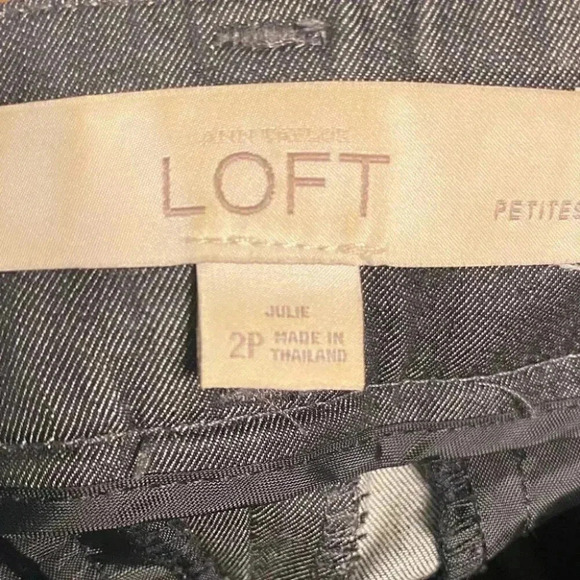 ANN TAYLOR
LOFT
PETITES
JULIE
2P MADE IN
THAILAND